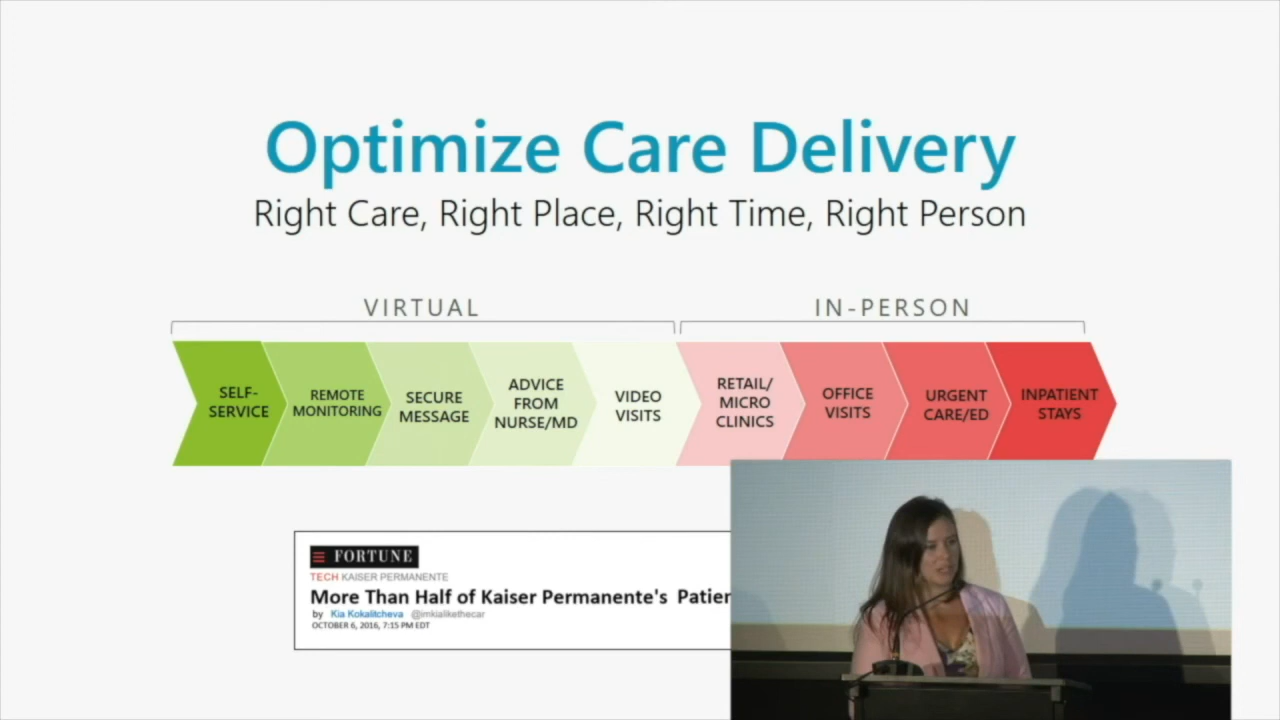 Optimize Care Delivery
Right Care, Right Place, Right Time, Right Person
VIRTUAL
IN-PERSON
SELF-
SERVICE
REMOTE
MONITORING
SECURE
MESSAGE
ADVICE
FROM
NURSE/MD
VIDEO
VISITS
RETAIL/
MICRO
CLINICS
OFFICE
VISITS
URGENT
CARE/ED
INPATIENT
STAYS
FORTUNE
TECH KAISER PERMANENTE
More Than Half of Kaiser Permanente's Patien
by Kia Kokalitcheva @imkialikethecar
OCTOBER 6, 2016, 7:15 PM EDT